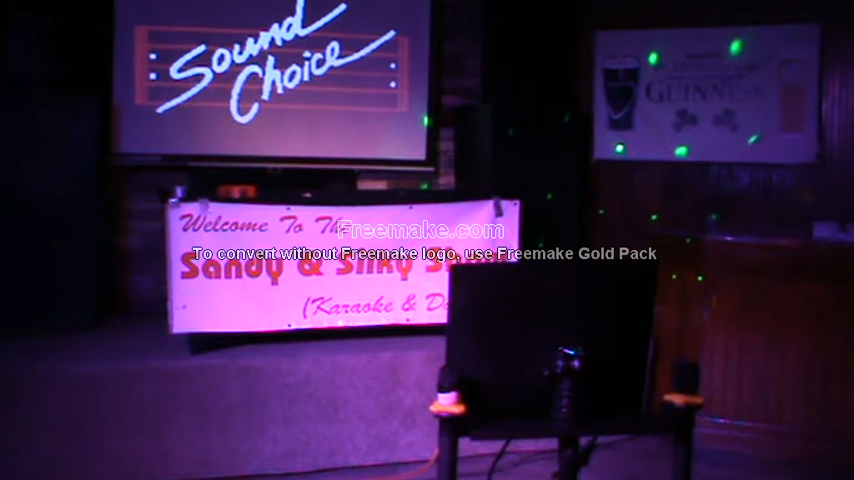 Sound
Choice
GUINNESS
Welcome To The
Freemake.com
To convert without Freemake logo, use Freemake Gold Pack
Sandy & Silky
(Karaoke &